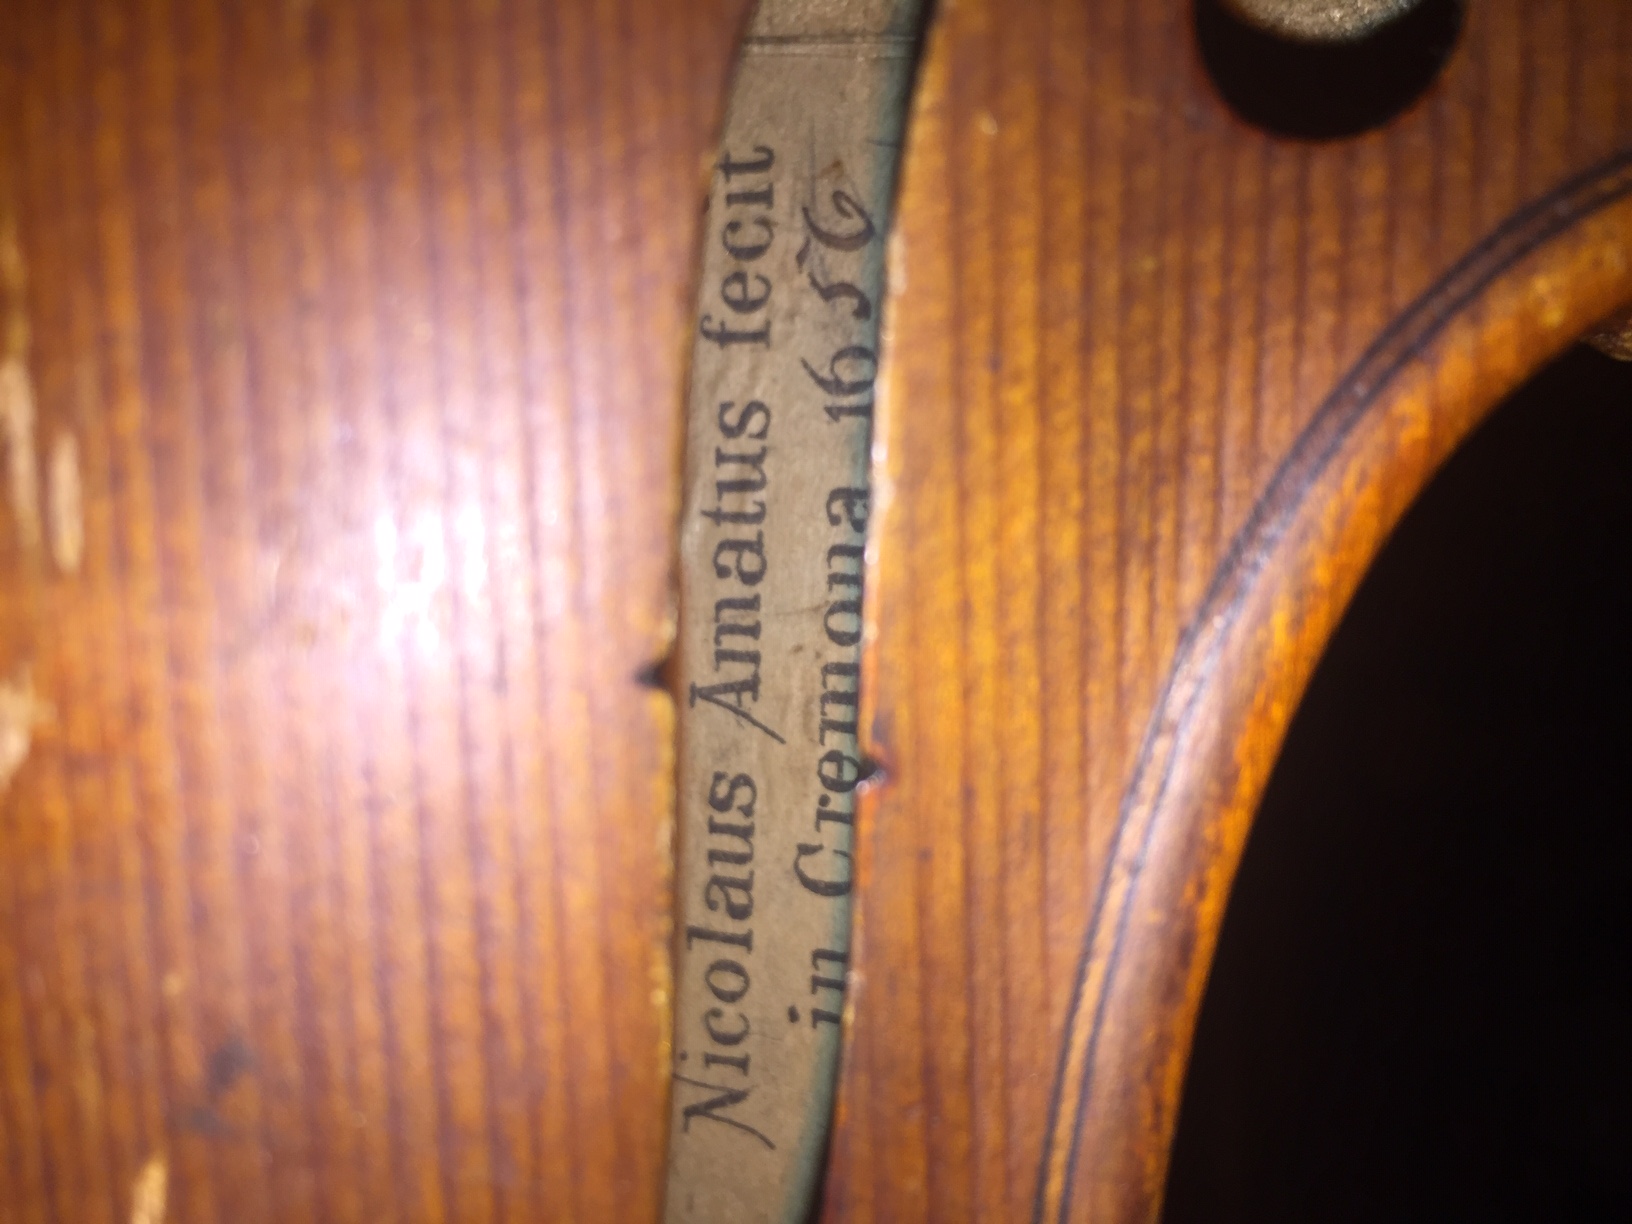 Nicolaus Amatus fecit
in Cremona 1656